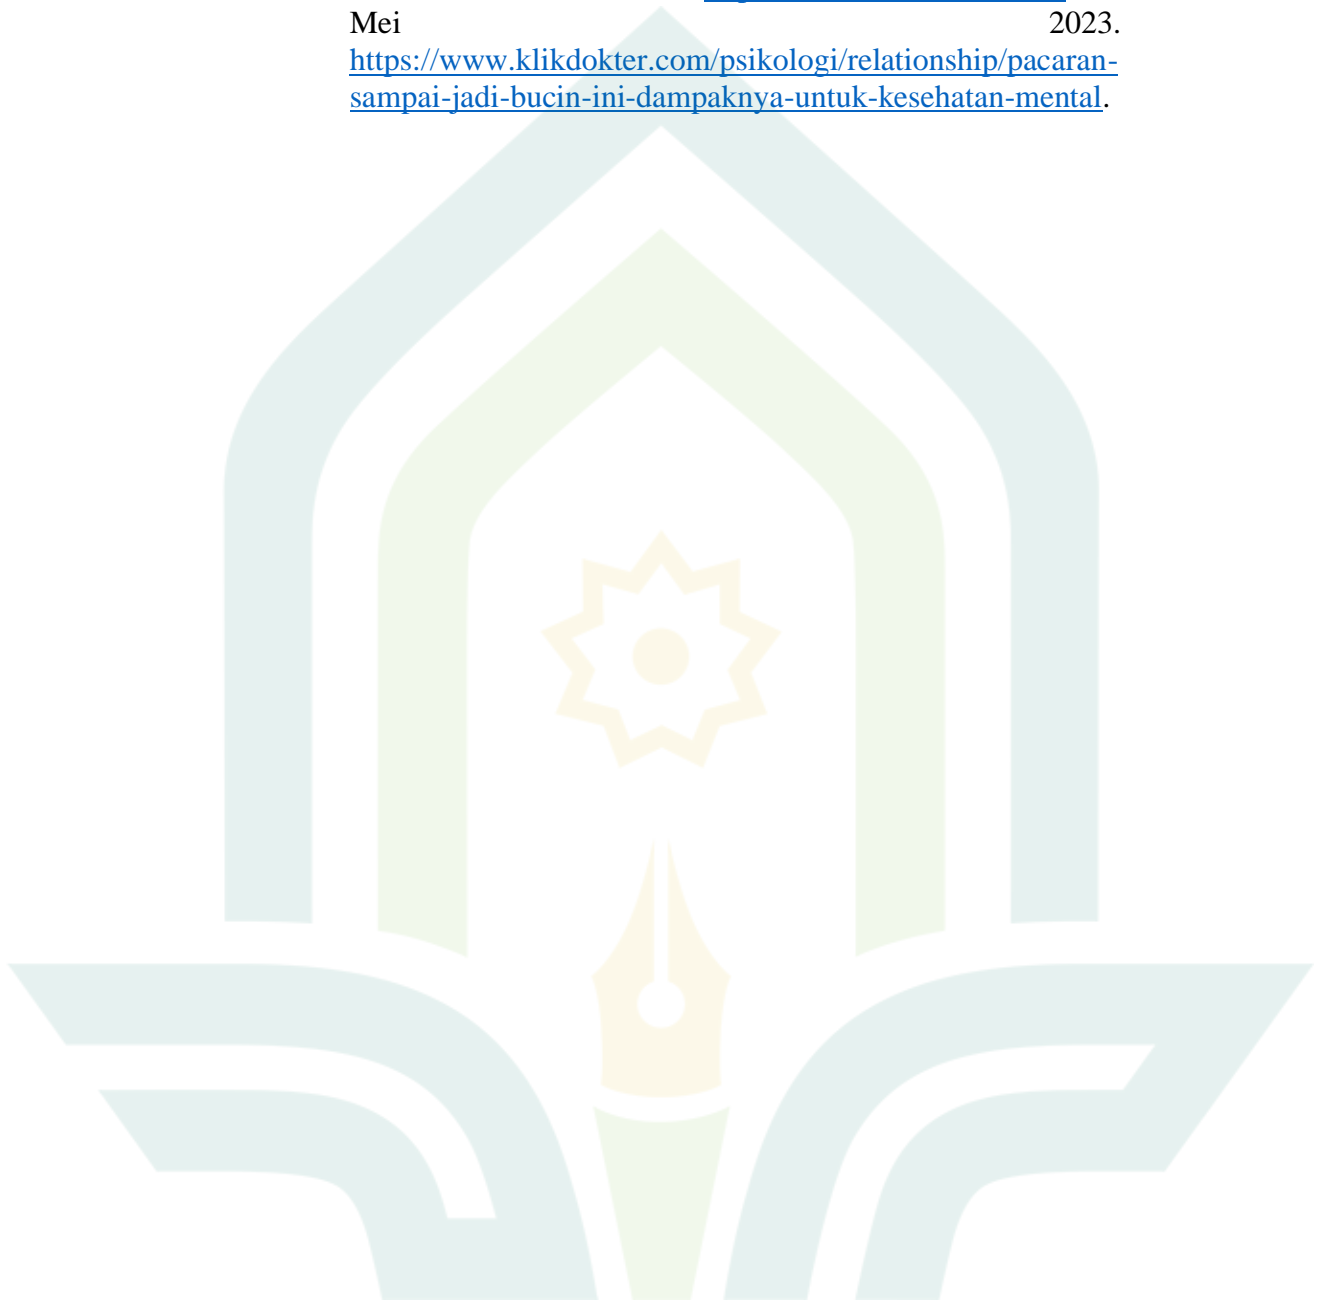 Mei 2023.
https://www.klikdokter.com/psikologi/relationship/pacaran-
sampai-jadi-bucin-ini-dampaknya-untuk-kesehatan-mental.